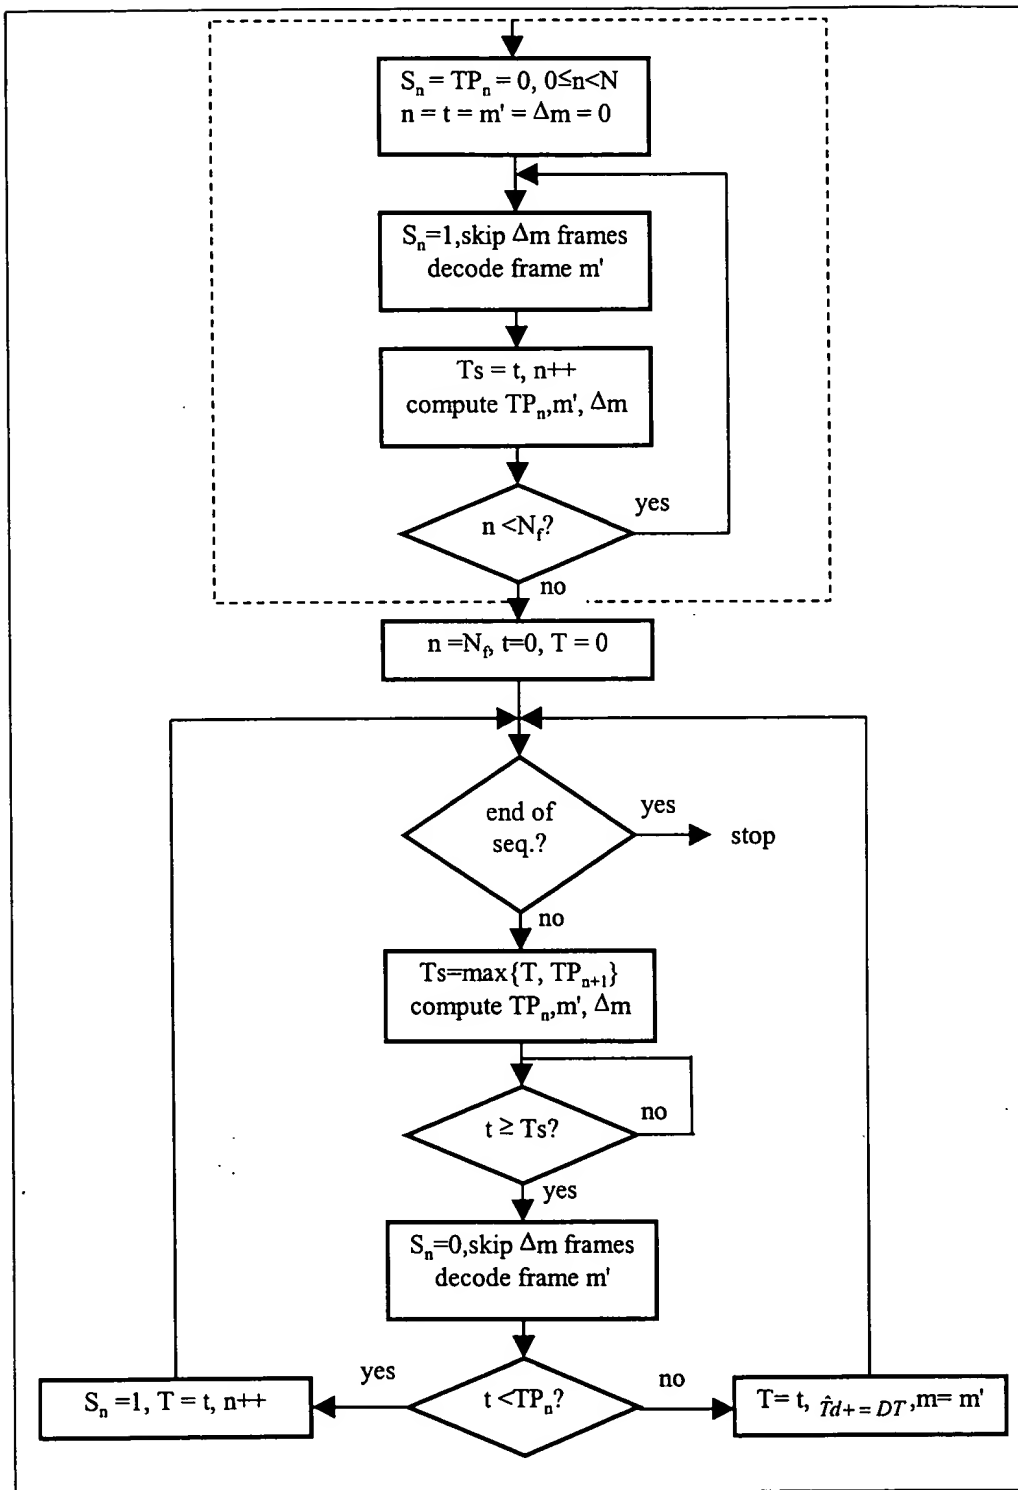 Sₙ = TPₙ = 0, 0≤n<N
n = t = m' = Δm = 0
Sₙ=1,skip Δm frames
decode frame m'
Ts = t, n++
compute TPₙ,m', Δm
n <N_f?
yes
no
n =N_f, t=0, T = 0
end of
seq.?
yes
stop
no
Ts=max{T, TPₙ₊₁}
compute TPₙ,m', Δm
t ≥ Ts?
no
yes
Sₙ=0,skip Δm frames
decode frame m'
t <TPₙ?
yes
no
Sₙ =1, T = t, n++
T= t, T̂d+=DT,m= m'